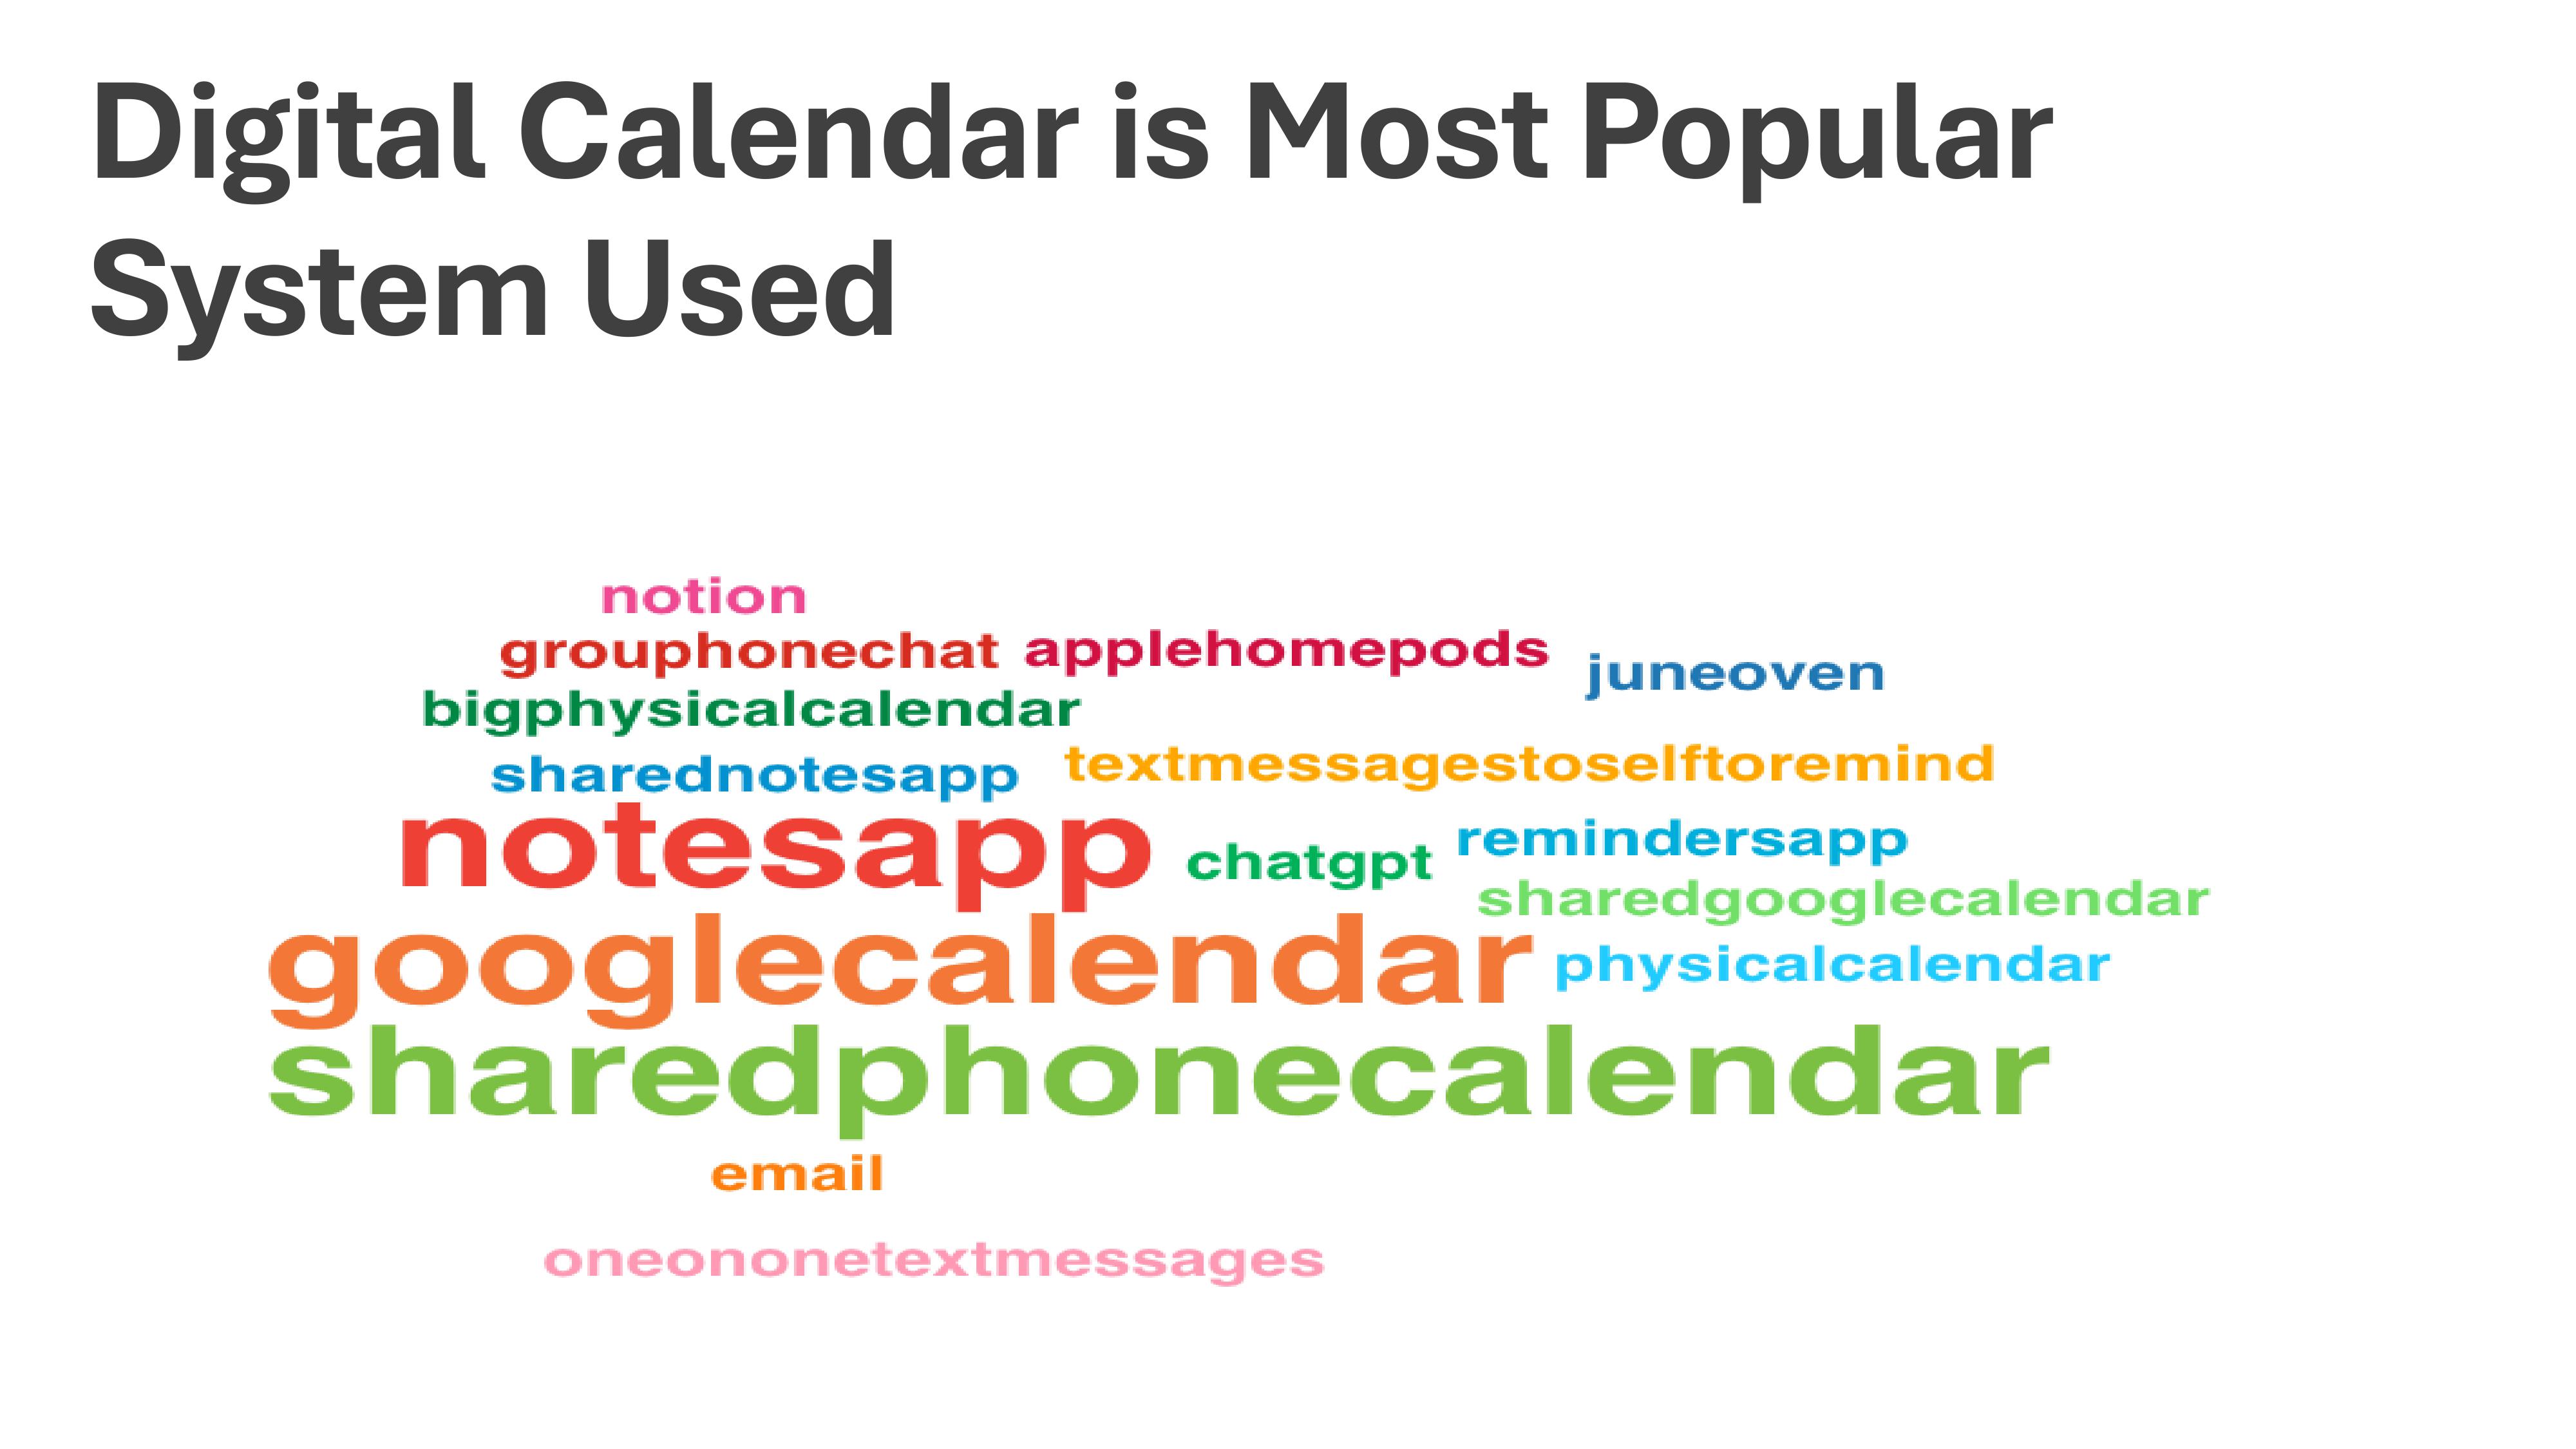 Digital Calendar is Most Popular
System Used
notion
grouphonechat applehomepods juneoven
bigphysicalcalendar
sharednotesapp textmessagestoselftoremind
notesapp chatgpt remindersapp
sharedgooglecalendar
googlecalendar physicalcalendar
sharedphonecalendar
email
oneononetextmessages